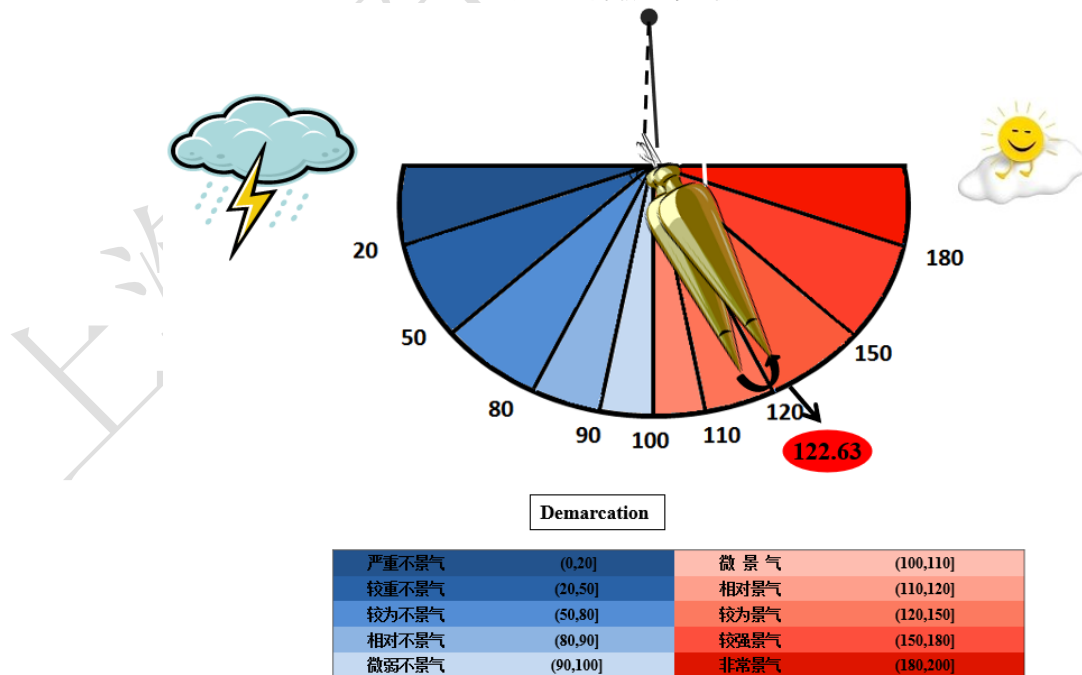 20
180
50
150
80
120
90
110
100
122.63
Demarcation
严重不景气 (0,20] 微 景 气 (100,110]
较重不景气 (20,50] 相对景气 (110,120]
较为不景气 (50,80] 较为景气 (120,150]
相对不景气 (80,90] 较强景气 (150,180]
微弱不景气 (90,100] 非常景气 (180,200]